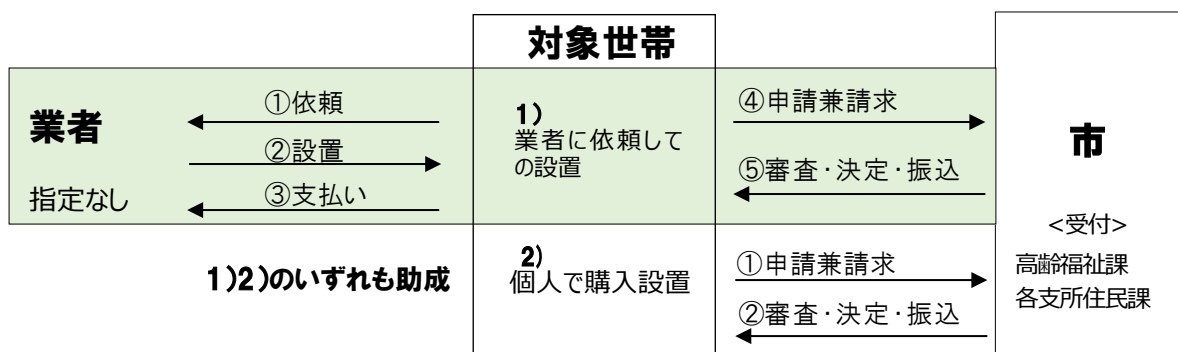 対象世帯
業者
指定なし
①依頼
②設置
③支払い
1)
業者に依頼して
の設置
④申請兼請求
⑤審査・決定・振込
市
<受付>
高齢福祉課
各支所住民課
1)2)のいずれも助成
2)
個人で購入設置
①申請兼請求
②審査・決定・振込